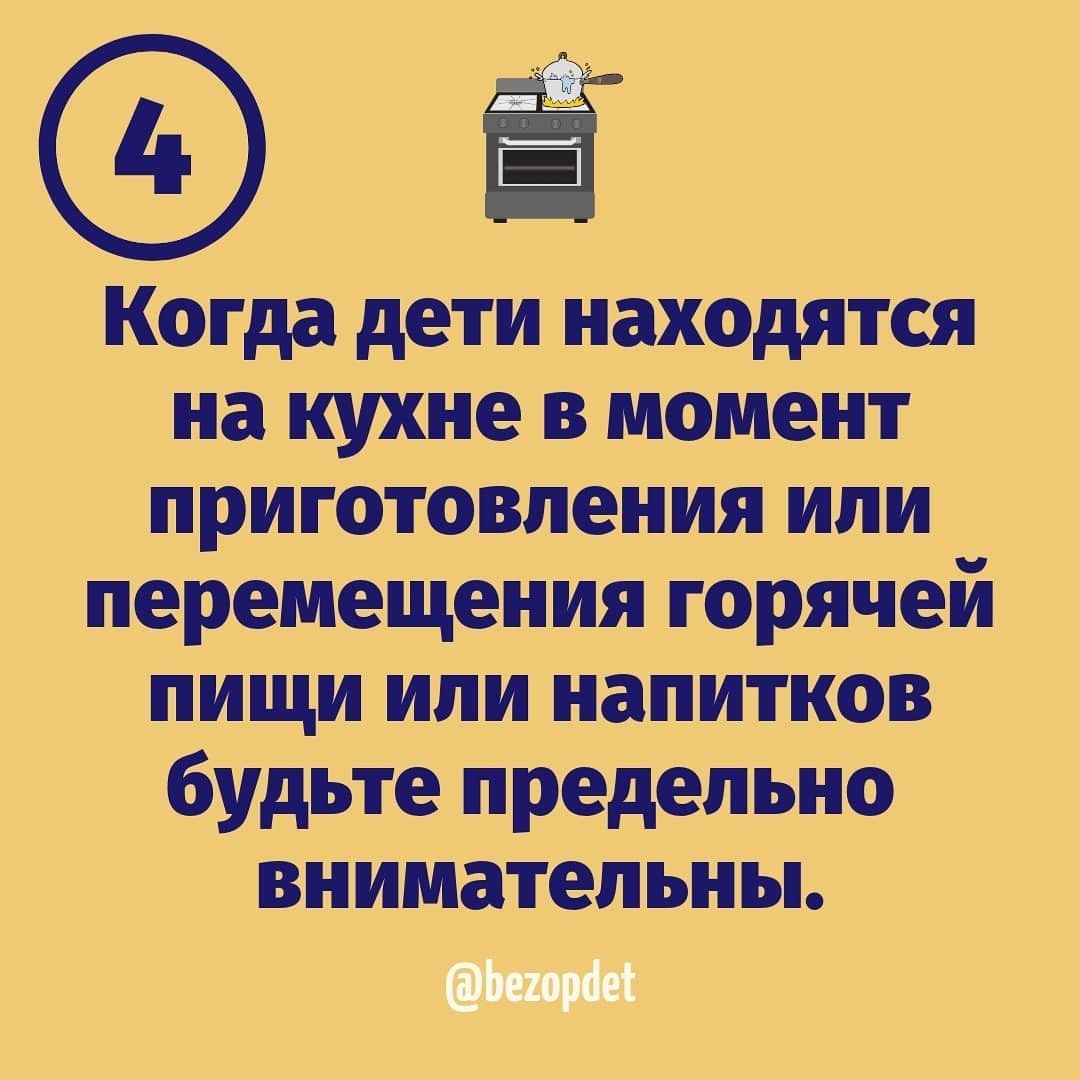 4
Когда дети находятся
на кухне в момент
приготовления или
перемещения горячей
пищи или напитков
будьте предельно
внимательны.
@bezopdet